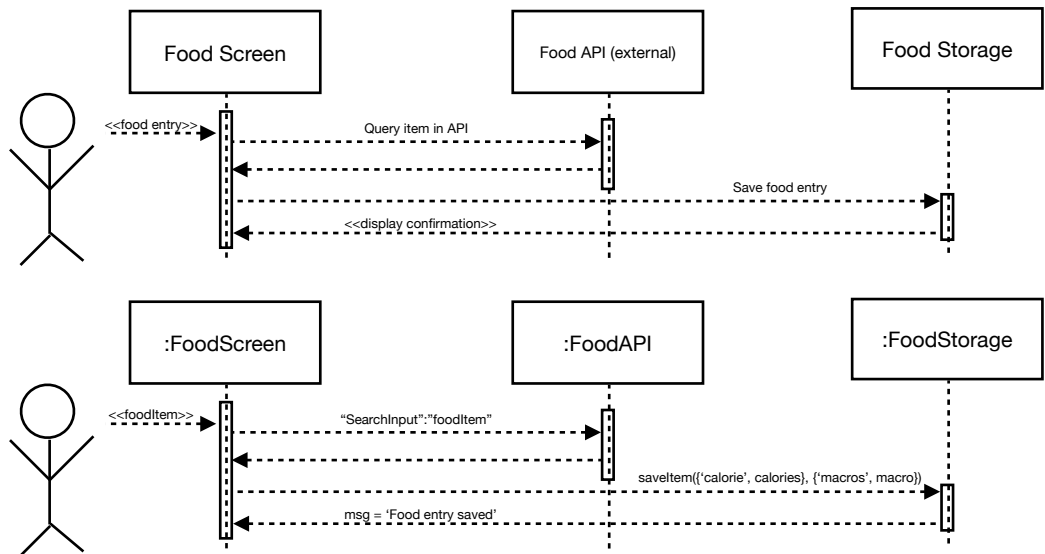 Food Screen
Food API (external)
Food Storage
<<food entry>>
Query item in API
Save food entry
<<display confirmation>>
:FoodScreen
:FoodAPI
:FoodStorage
<<foodItem>>
“SearchInput”:”foodItem”
saveItem({‘calorie’, calories}, {‘macros’, macro})
msg = ‘Food entry saved’